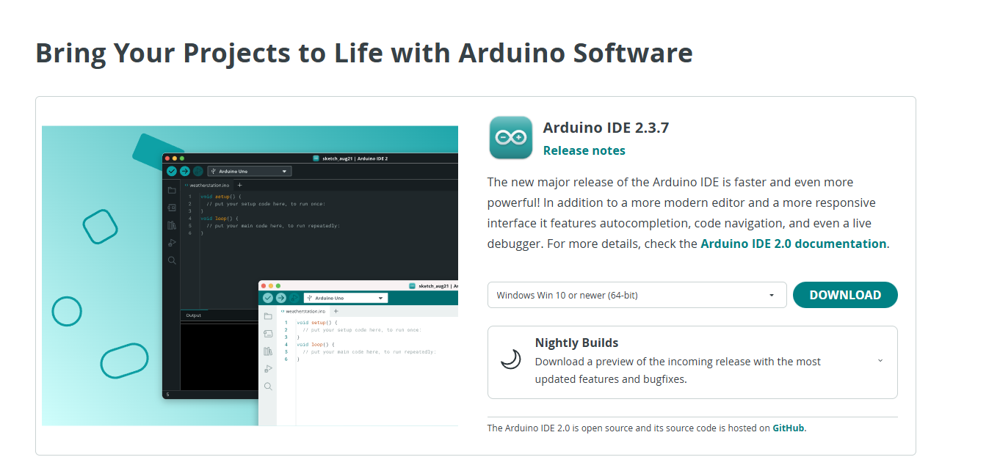 Bring Your Projects to Life with Arduino Software
sketch_aug21 | Arduino IDE 2
Arduino Uno
weatherstation.ino +
1 void setup() {
2 // put your setup code here, to run once:
3 }
4 void loop() {
5 // put your main code here, to run repeatedly:
6 }
Output
5
sketch_aug21 | Ar
Arduino Uno
weatherstation.ino +
1 void setup() {
2 // put your setup code here, to run once:
3 }
4 void loop() {
5 // put your main code here, to run repeatedly:
6 }
Arduino IDE 2.3.7
Release notes
The new major release of the Arduino IDE is faster and even more
powerful! In addition to a more modern editor and a more responsive
interface it features autocompletion, code navigation, and even a live
debugger. For more details, check the Arduino IDE 2.0 documentation.
Windows Win 10 or newer (64-bit)
DOWNLOAD
Nightly Builds
Download a preview of the incoming release with the most
updated features and bugfixes.
The Arduino IDE 2.0 is open source and its source code is hosted on GitHub.